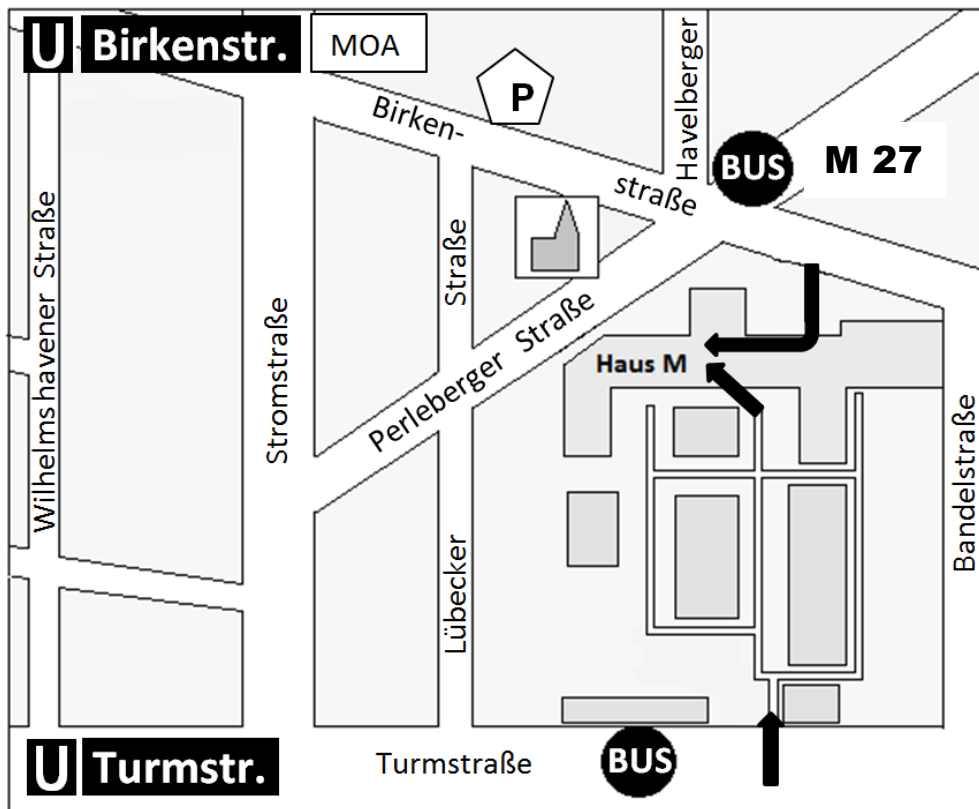 U Birkenstr.
MOA
P
Birken-
straße
Havelberger
BUS
M 27
Wilhelmshavener Straße
Stromstraße
Straße
Lübecker
Perleberger Straße
Haus M
Bandelstraße
U Turmstr.
Turmstraße
BUS